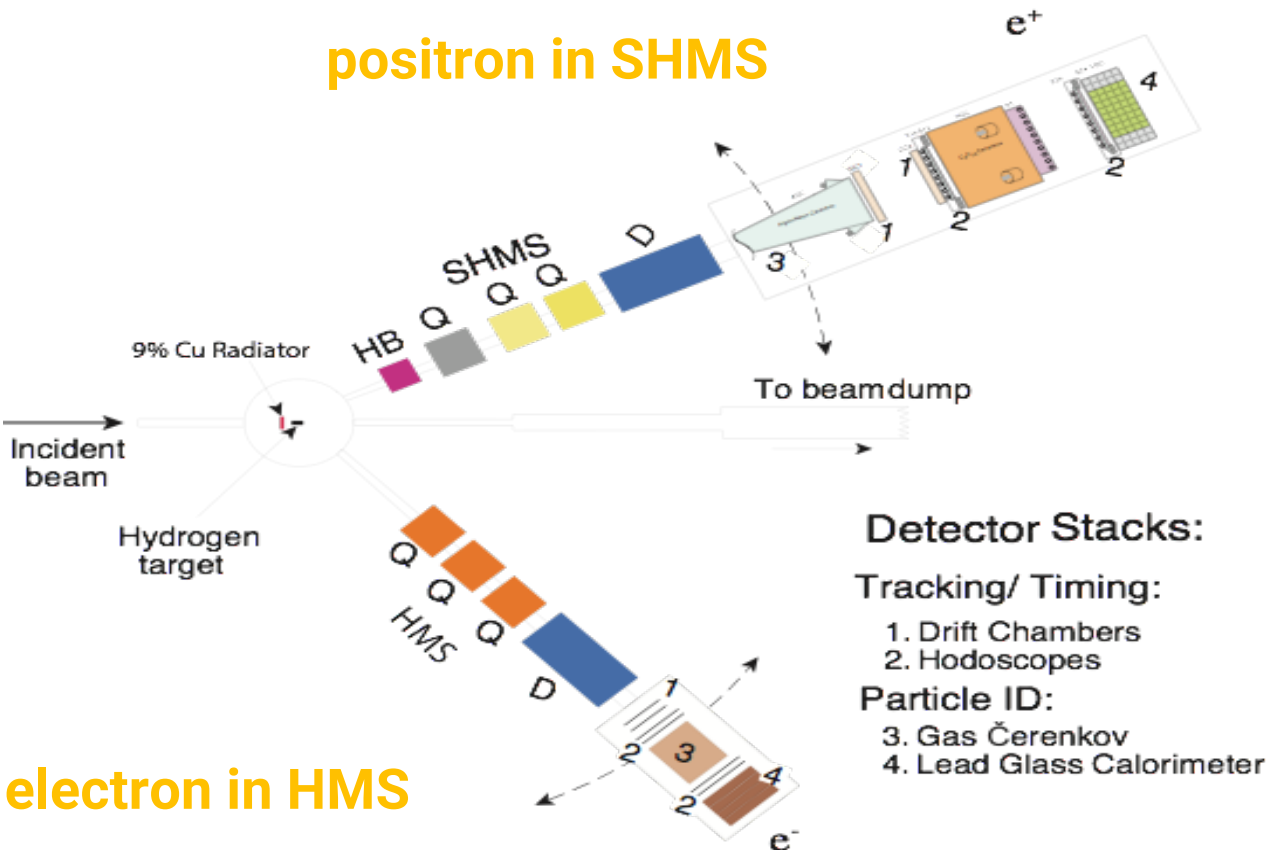 positron in SHMS
e+
4
1
2
2
D
1
3
SHMS
Q
Q
Q
HB
9% Cu Radiator
To beamdump
Incident
beam
Hydrogen
target
Q
Q
Q
HMS
D
1
2
3
4
2
e-
electron in HMS
Detector Stacks:
Tracking/ Timing:
1. Drift Chambers
2. Hodoscopes
Particle ID:
3. Gas Čerenkov
4. Lead Glass Calorimeter